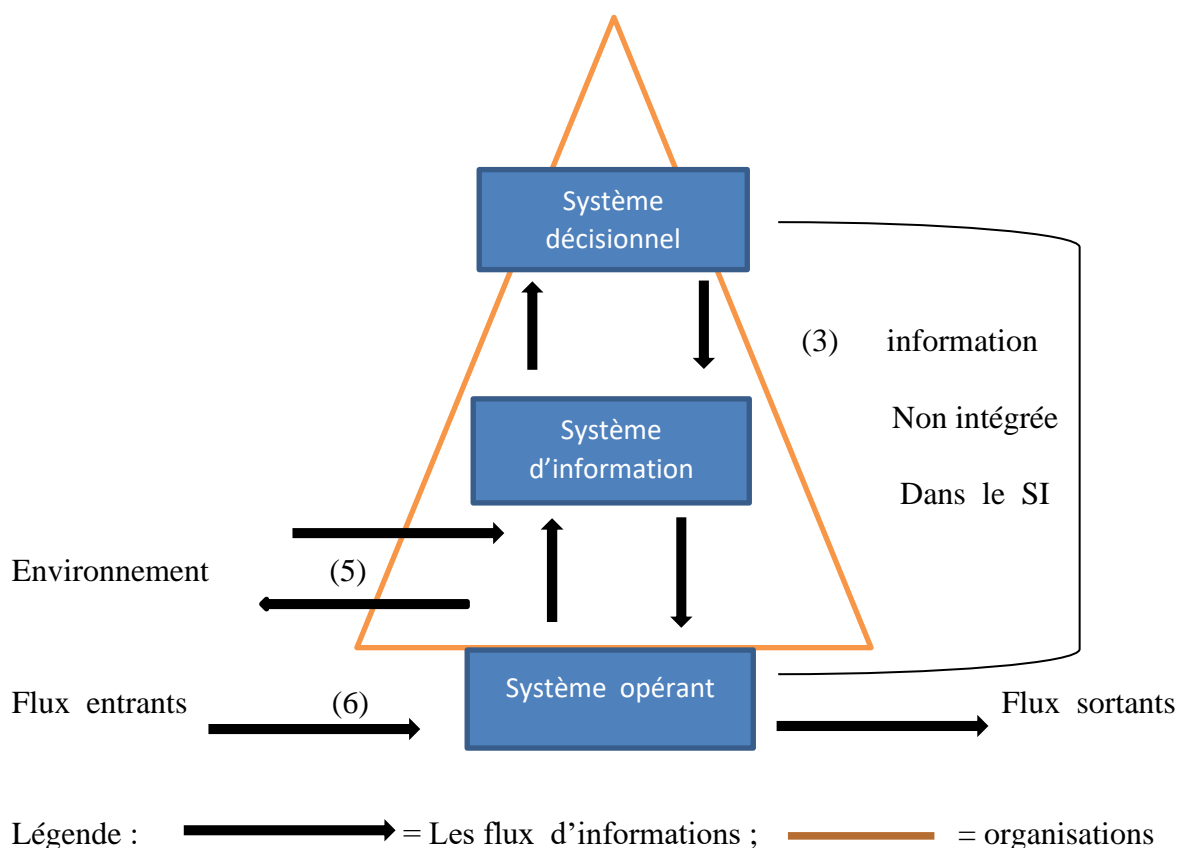 Système
décisionnel
(3) information
Non intégrée
Dans le SI
Système
d’information
Environnement (5)
Système opérant
Flux entrants (6) Flux sortants
Légende : = Les flux d’informations ; = organisations